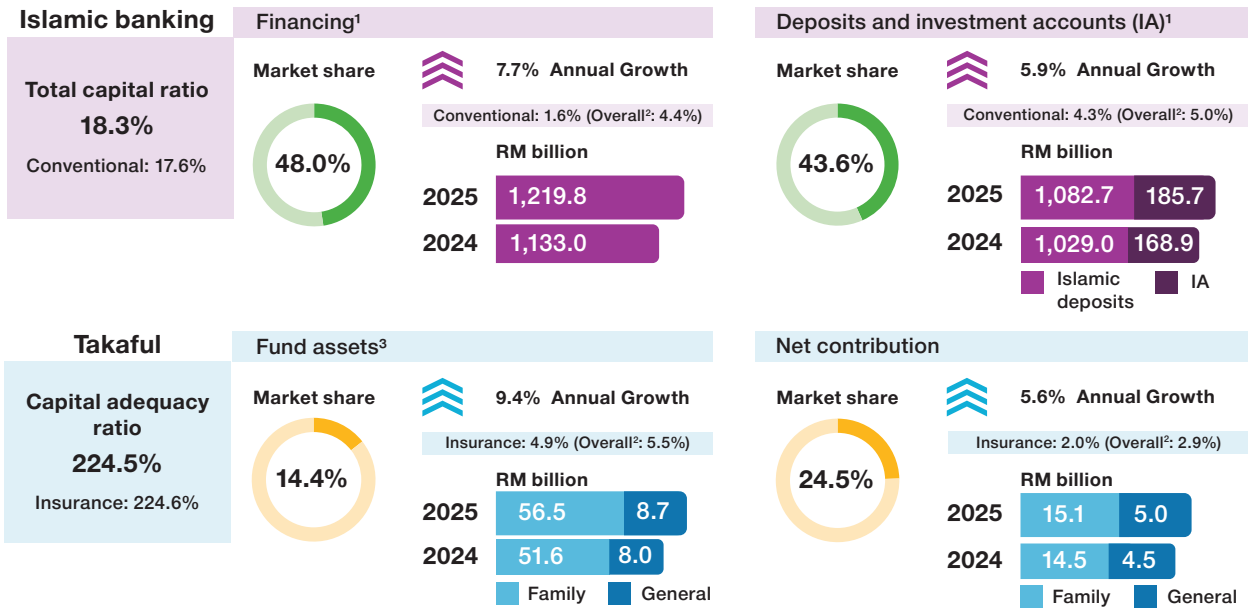 Islamic banking
Total capital ratio
18.3%
Conventional: 17.6%
Financing¹
Market share
48.0%
7.7% Annual Growth
Conventional: 1.6% (Overall²: 4.4%)
RM billion
2025 1,219.8
2024 1,133.0
Deposits and investment accounts (IA)¹
Market share
43.6%
5.9% Annual Growth
Conventional: 4.3% (Overall²: 5.0%)
RM billion
2025 1,082.7 185.7
2024 1,029.0 168.9
Islamic
deposits
IA
Takaful
Capital adequacy
ratio
224.5%
Insurance: 224.6%
Fund assets³
Market share
14.4%
9.4% Annual Growth
Insurance: 4.9% (Overall²: 5.5%)
RM billion
2025 56.5 8.7
2024 51.6 8.0
Family General
Net contribution
Market share
24.5%
5.6% Annual Growth
Insurance: 2.0% (Overall²: 2.9%)
RM billion
2025 15.1 5.0
2024 14.5 4.5
Family General